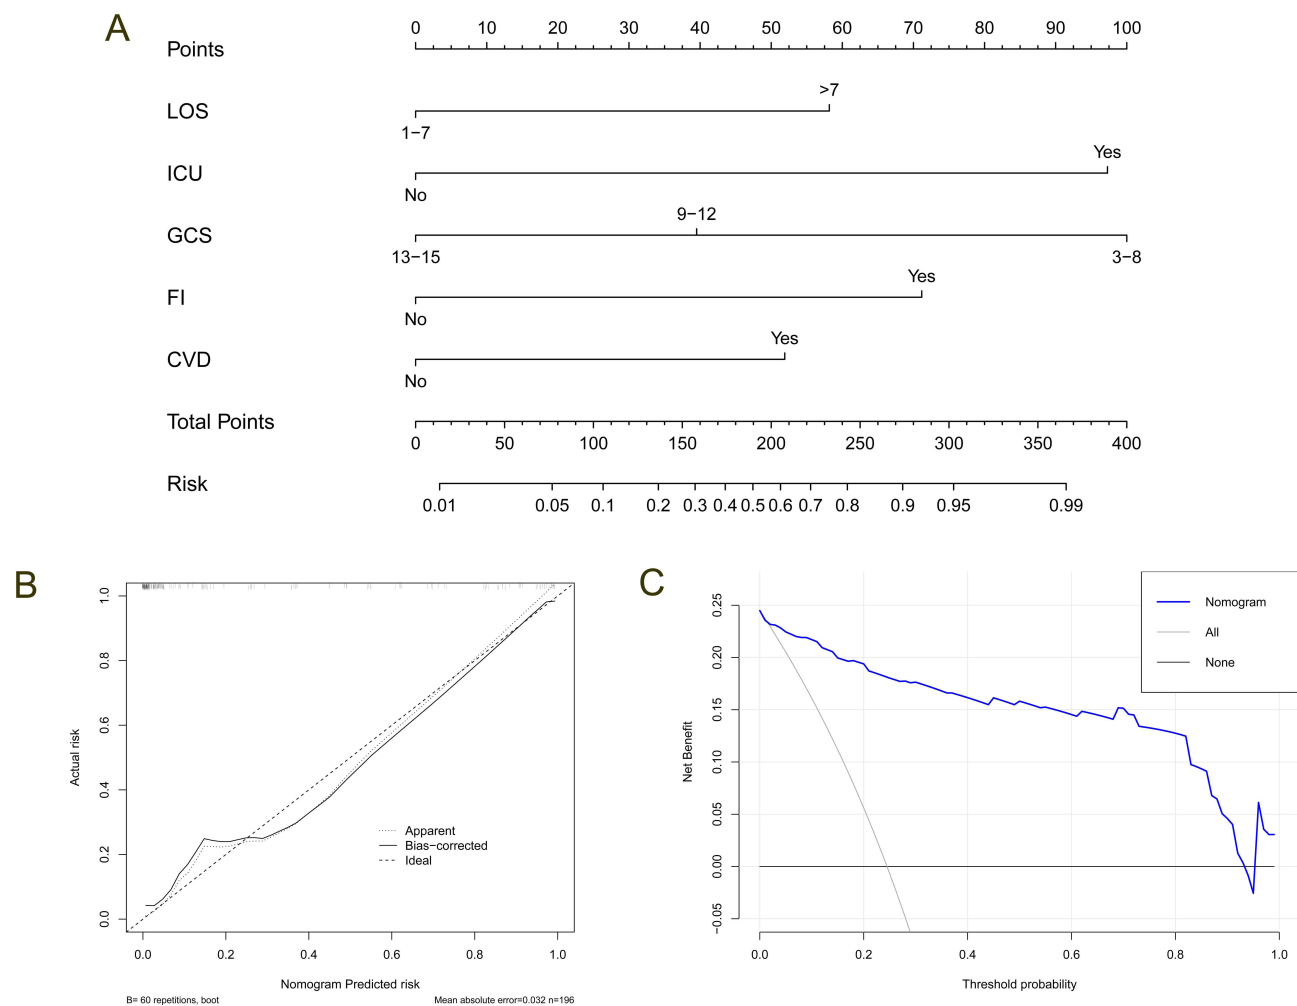 A
Points
0 10 20 30 40 50 60 70 80 90 100
LOS
>7
1−7
ICU
Yes
No
GCS
9−12
13−15
3−8
FI
Yes
No
CVD
Yes
No
Total Points
0 50 100 150 200 250 300 350 400
Risk
0.01 0.05 0.1 0.2 0.3 0.4 0.5 0.6 0.7 0.8 0.9 0.95 0.99
B
Actual risk
1.0
0.8
0.6
0.4
0.2
0.0
Apparent
Bias−corrected
Ideal
0.0 0.2 0.4 0.6 0.8 1.0
Nomogram Predicted risk
B= 60 repetitions, boot
Mean absolute error=0.032 n=196
C
Net Benefit
0.25
0.20
0.15
0.10
0.05
0.00
−0.05
Nomogram
All
None
0.0 0.2 0.4 0.6 0.8 1.0
Threshold probability